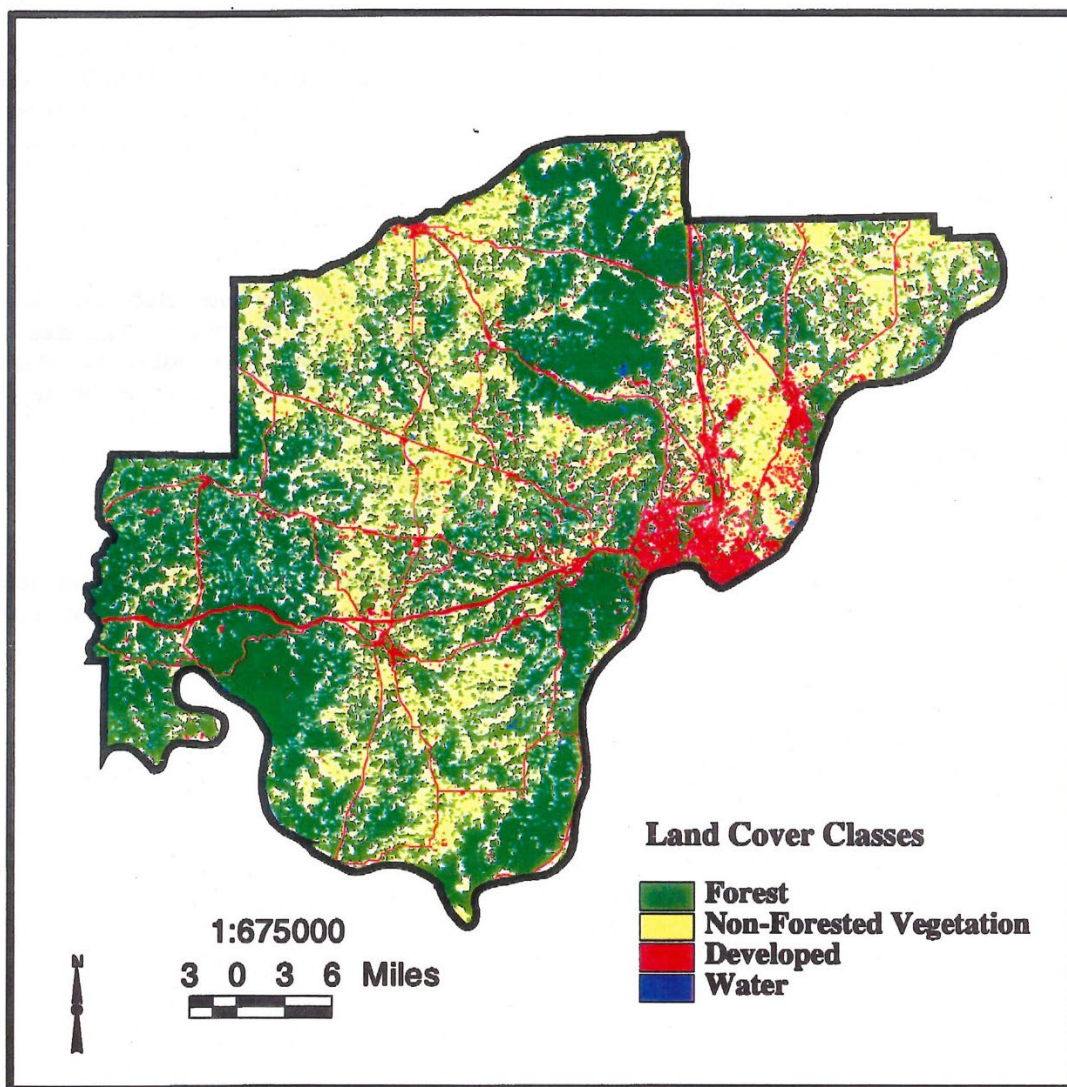 Land Cover Classes
Forest
Non-Forested Vegetation
Developed
Water
1:675000
3 0 3 6 Miles
N